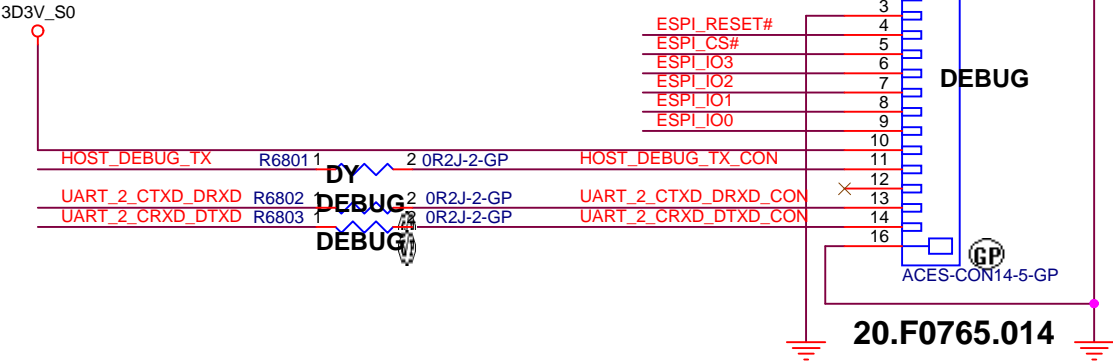 3D3V_S0
3
ESPI_RESET# 4
ESPI_CS# 5
ESPI_IO3 6
ESPI_IO2 7
DEBUG
ESPI_IO1 8
ESPI_IO0 9
10
HOST_DEBUG_TX R6801 1 2 0R2J-2-GP HOST_DEBUG_TX_CON 11
DY
12
UART_2_CTXD_DRXD R6802 1 2 0R2J-2-GP UART_2_CTXD_DRXD_CON 13
DEBUG
UART_2_CRXD_DTXD R6803 1 2 0R2J-2-GP UART_2_CRXD_DTXD_CON 14
DEBUG
16
GP
ACES-CON14-5-GP
20.F0765.014